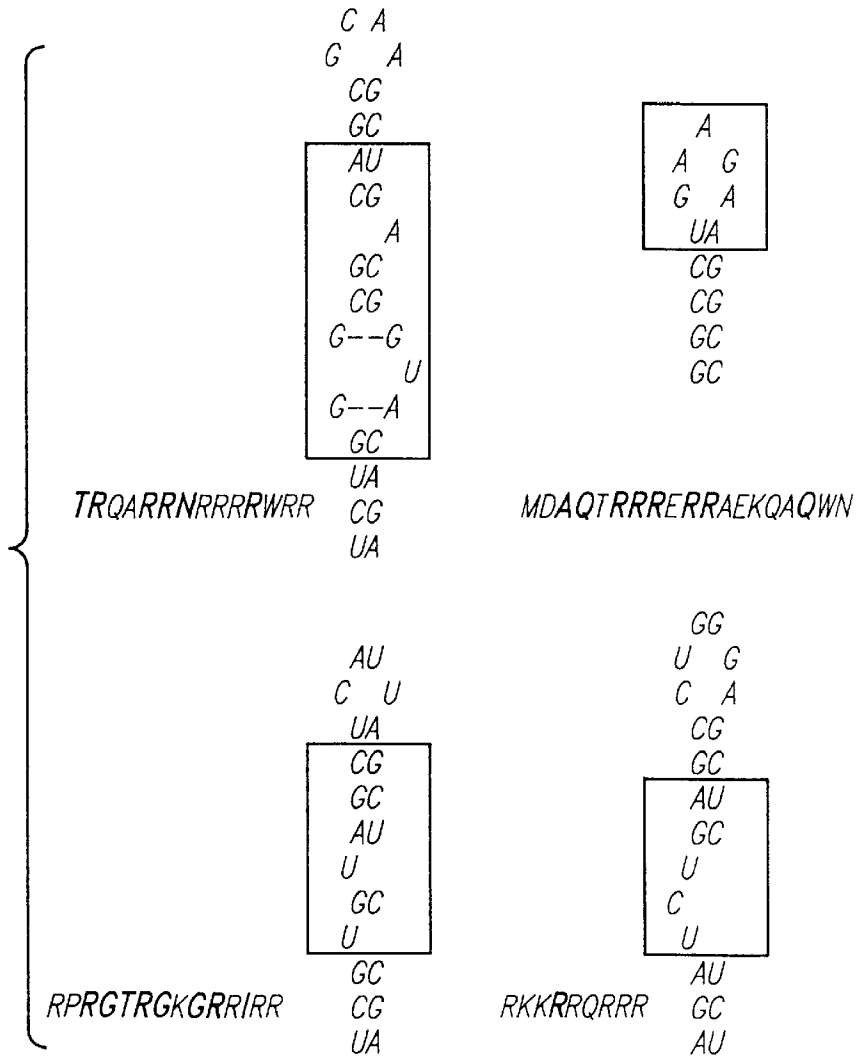 C A
G A
CG
GC
AU
CG
A
GC
CG
G--G
U
G--A
GC
UA
CG
UA
TRQARRNRRRRWRR
A
A G
G A
UA
CG
CG
GC
GC
MDAQTRRRERRAEKQAQWN
AU
C U
UA
CG
GC
AU
U
GC
U
GC
CG
UA
RPRGTRGKGRRIRR
GG
U G
C A
CG
GC
AU
GC
U
C
U
AU
GC
AU
RKKRRQRRR